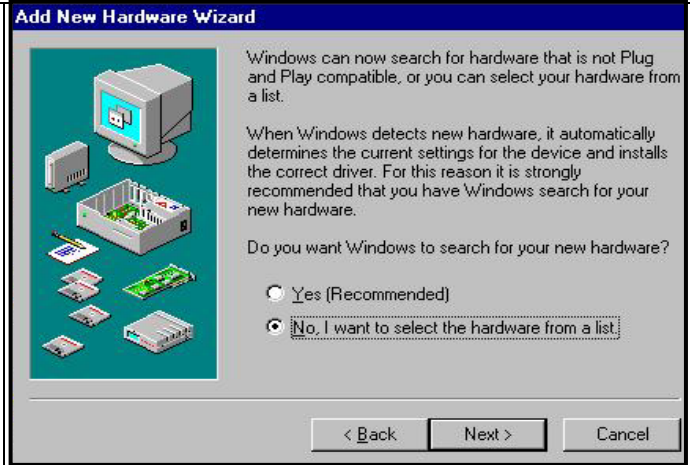 Add New Hardware Wizard
Windows can now search for hardware that is not Plug
and Play compatible, or you can select your hardware from
a list.
When Windows detects new hardware, it automatically
determines the current settings for the device and installs
the correct driver. For this reason it is strongly
recommended that you have Windows search for your
new hardware.
Do you want Windows to search for your new hardware?
Yes (Recommended)
No, I want to select the hardware from a list.
< Back Next > Cancel